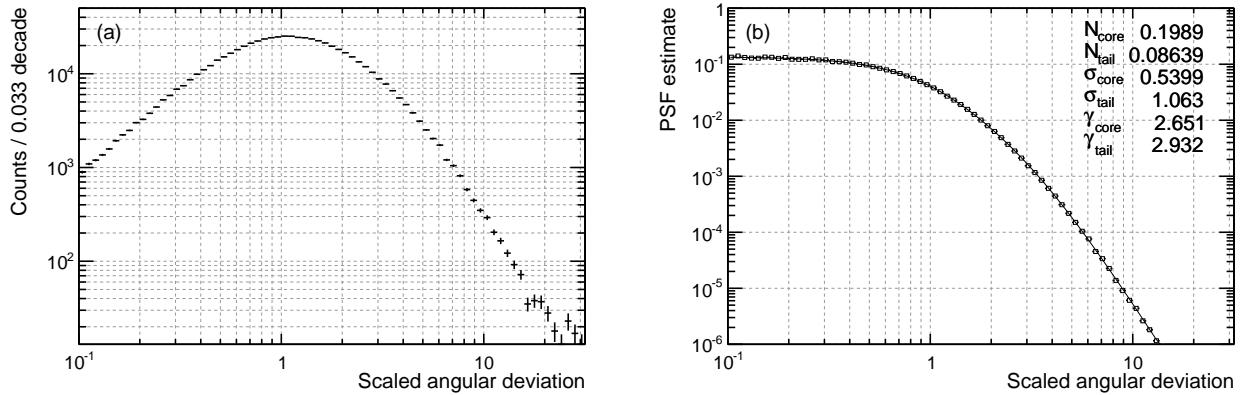 (a)
Counts / 0.033 decade
10^4
10^3
10^2
10^-1
1
10
Scaled angular deviation
(b)
PSF estimate
1
10^-1
10^-2
10^-3
10^-4
10^-5
10^-6
10^-1
1
10
Scaled angular deviation
N_core 0.1989
N_tail 0.08639
σ_core 0.5399
σ_tail 1.063
γ_core 2.651
γ_tail 2.932